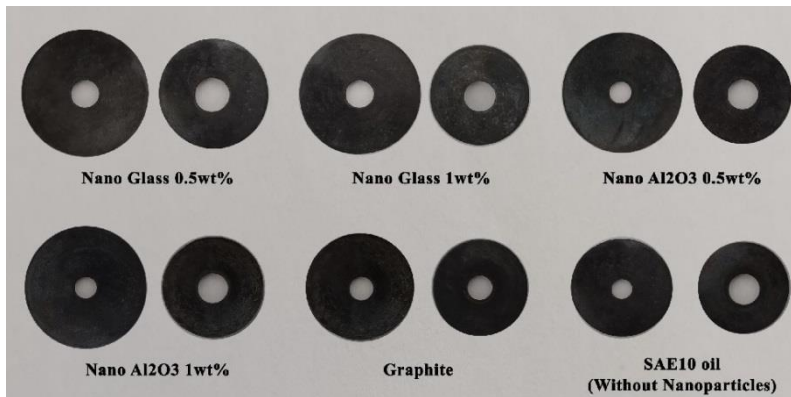 Nano Glass 0.5wt%
Nano Glass 1wt%
Nano Al2O3 0.5wt%
Nano Al2O3 1wt%
Graphite
SAE10 oil
(Without Nanoparticles)